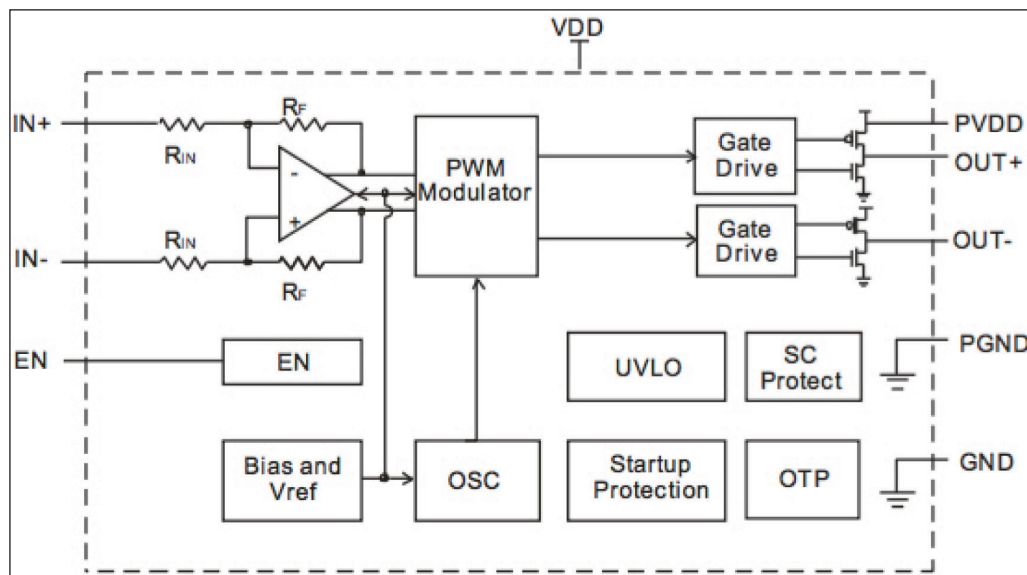 VDD
IN+
RIN
RF
-
+
PWM
Modulator
Gate
Drive
PVDD
OUT+
IN-
RIN
RF
Gate
Drive
OUT-
EN
EN
UVLO
SC
Protect
PGND
Bias and
Vref
OSC
Startup
Protection
OTP
GND